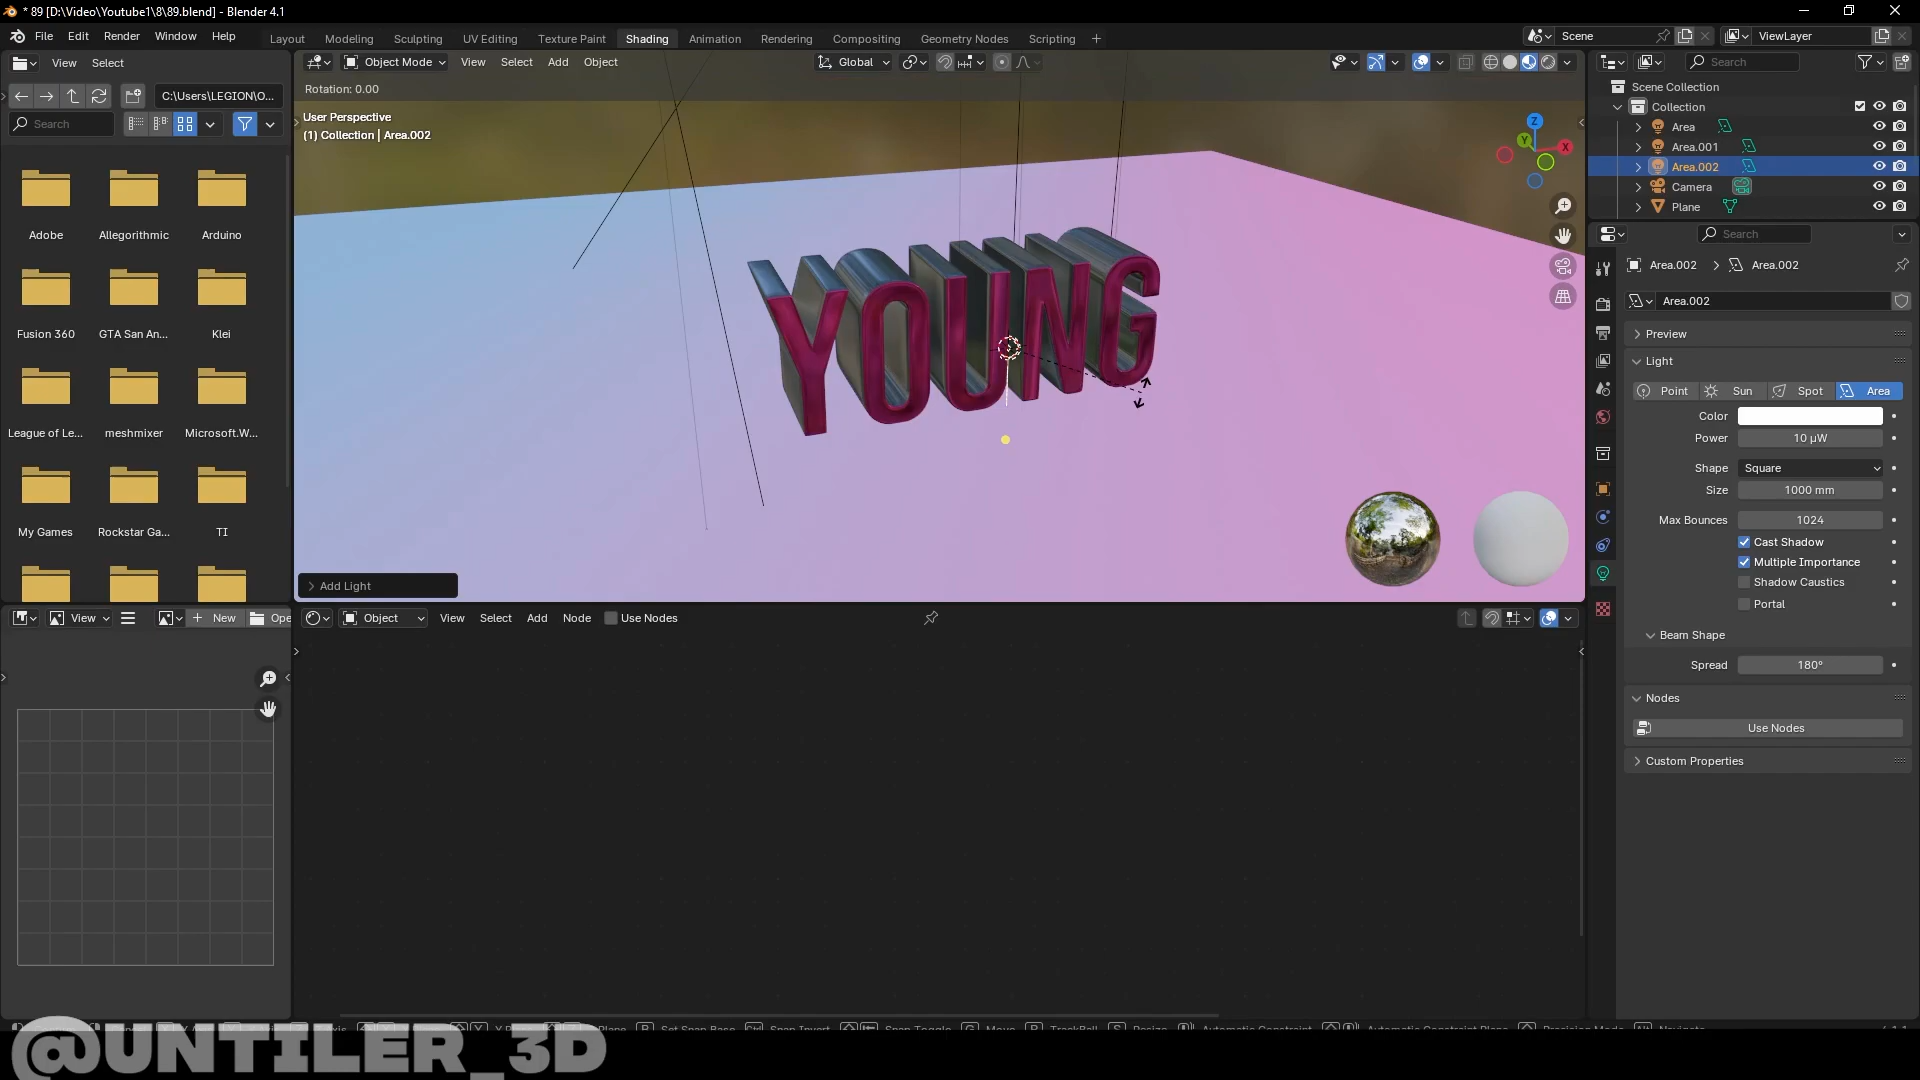 * 89 [D:\Video\Youtube1\8\89.blend] - Blender 4.1
File Edit Render Window Help
Layout Modeling Sculpting UV Editing Texture Paint Shading Animation Rendering Compositing Geometry Nodes Scripting
Scene
ViewLayer
View Select
C:\Users\LEGION\O...
Search
Adobe
Allegorithmic
Arduino
Fusion 360
GTA San An...
Klei
League of Le...
meshmixer
Microsoft.W...
My Games
Rockstar Ga...
TI
Object Mode View Select Add Object
Global
Rotation: 0.00
User Perspective
(1) Collection | Area.002
Z
Y
X
YOUNG
Add Light
View
New
Ope
Object View Select Add Node Use Nodes
Search
Scene Collection
Collection
Area
Area.001
Area.002
Camera
Plane
Search
Area.002 Area.002
Area.002
Preview
Light
Point Sun Spot Area
Color
Power 10 µW
Shape Square
Size 1000 mm
Max Bounces 1024
Cast Shadow
Multiple Importance
Shadow Caustics
Portal
Beam Shape
Spread 180°
Nodes
Use Nodes
Custom Properties
@UNTILER_3D